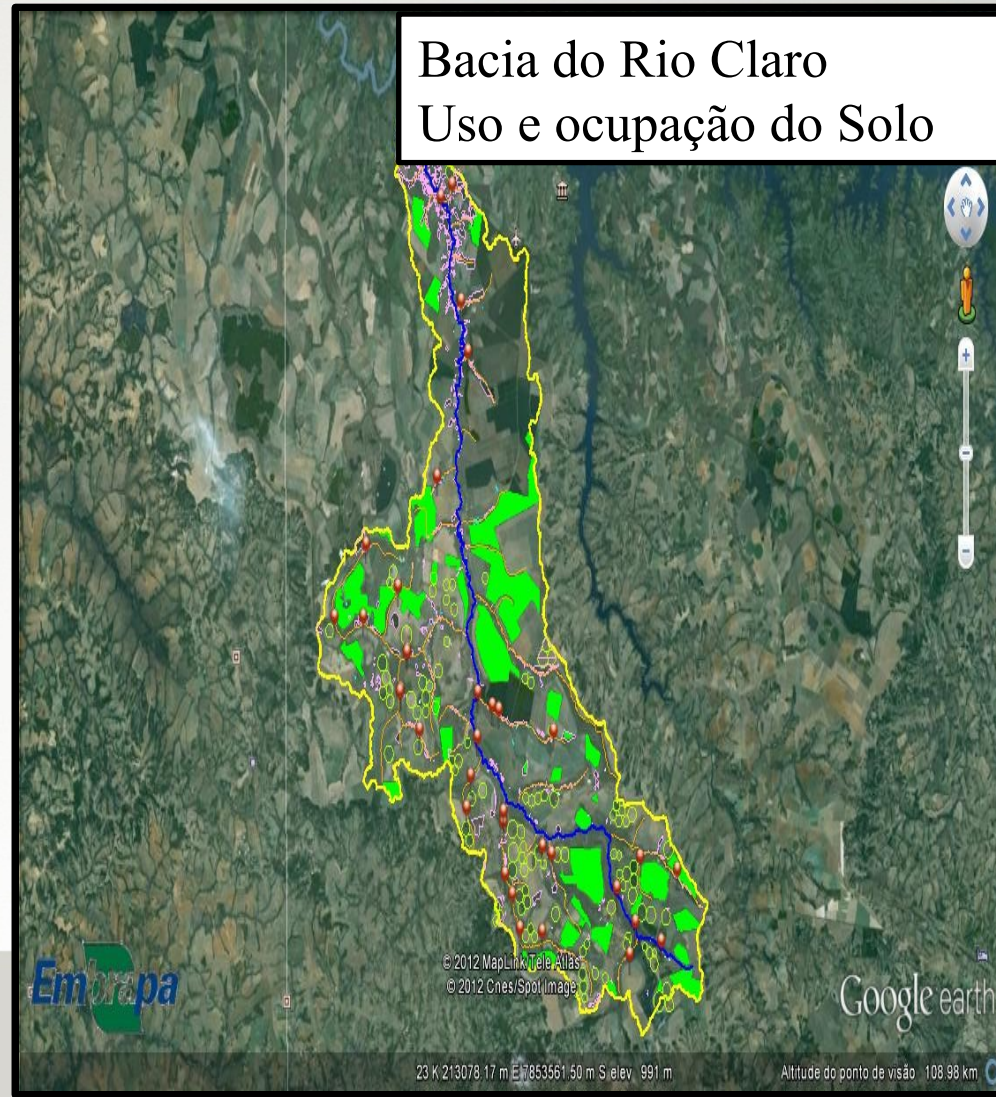 Bacia do Rio Claro
Uso e ocupação do Solo
© 2012 MapLink/Tele Atlas
© 2012 Cnes/Spot Image
Embrapa
Google earth
23 K 213078.17 m E 7853561.50 m S elev 991 m
Altitude do ponto de visão 108.98 km